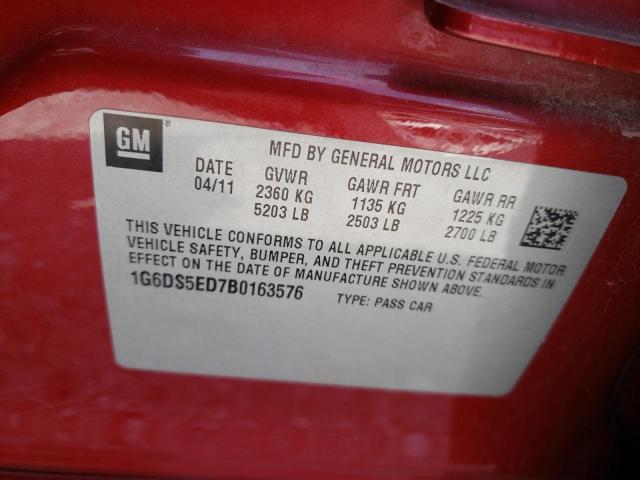 GM ®
MFD BY GENERAL MOTORS LLC
DATE GVWR GAWR FRT GAWR RR
04/11 2360 KG 1135 KG 1225 KG
5203 LB 2503 LB 2700 LB
THIS VEHICLE CONFORMS TO ALL APPLICABLE U.S. FEDERAL MOTOR
VEHICLE SAFETY, BUMPER, AND THEFT PREVENTION STANDARDS IN
EFFECT ON THE DATE OF MANUFACTURE SHOWN ABOVE.
1G6DS5ED7B0163576 TYPE: PASS CAR